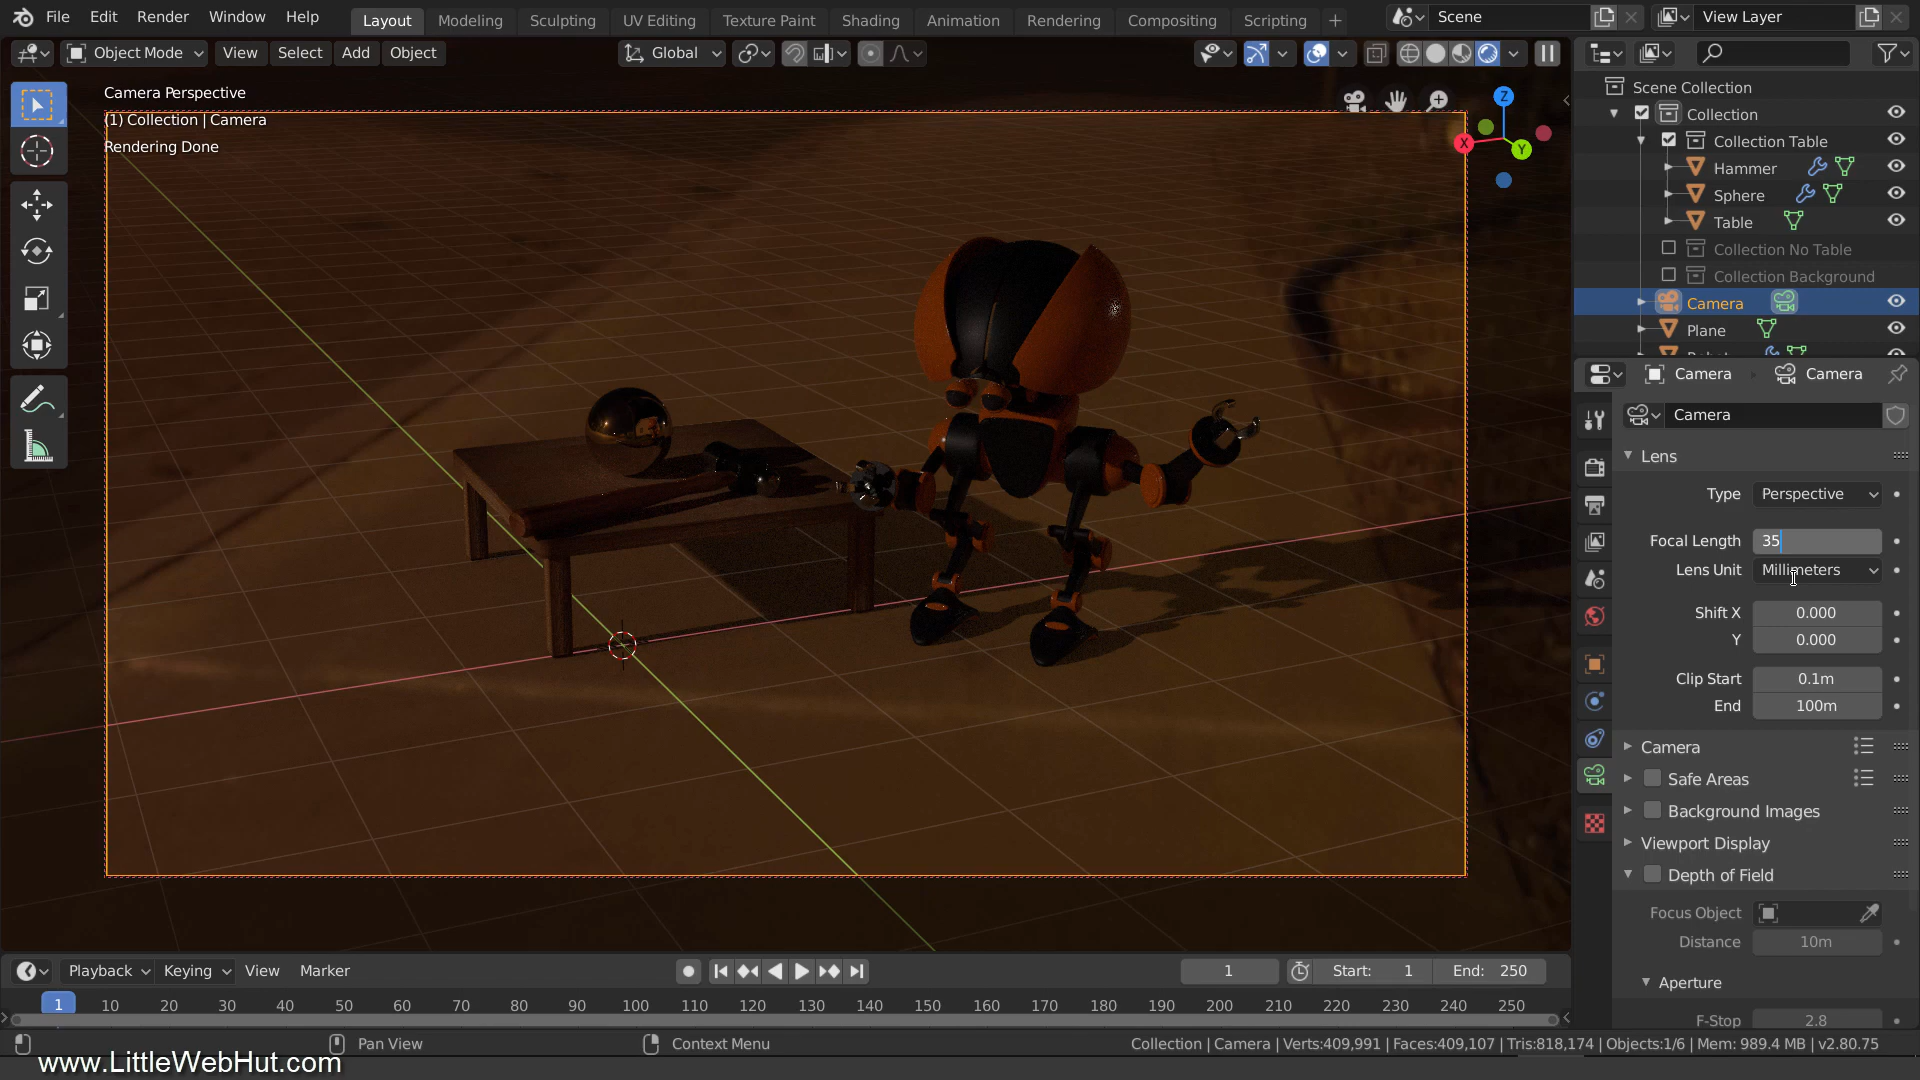 File Edit Render Window Help Layout Modeling Sculpting UV Editing Texture Paint Shading Animation Rendering Compositing Scripting + Scene View Layer
Object Mode View Select Add Object Global
Camera Perspective
(1) Collection | Camera
Rendering Done
X Y Z
Scene Collection
Collection
Collection Table
Hammer
Sphere
Table
Collection No Table
Collection Background
Camera
Plane
Camera Camera
Camera
Lens
Type Perspective
Focal Length 35
Lens Unit Millimeters
Shift X 0.000
Y 0.000
Clip Start 0.1m
End 100m
Camera
Safe Areas
Background Images
Viewport Display
Depth of Field
Focus Object
Distance 10m
Aperture
F-Stop 2.8
Playback Keying View Marker 1 Start: 1 End: 250
1 10 20 30 40 50 60 70 80 90 100 110 120 130 140 150 160 170 180 190 200 210 220 230 240 250
Pan View Context Menu Collection | Camera | Verts:409,991 | Faces:409,107 | Tris:818,174 | Objects:1/6 | Mem: 989.4 MB | v2.80.75
www.LittleWebHut.com